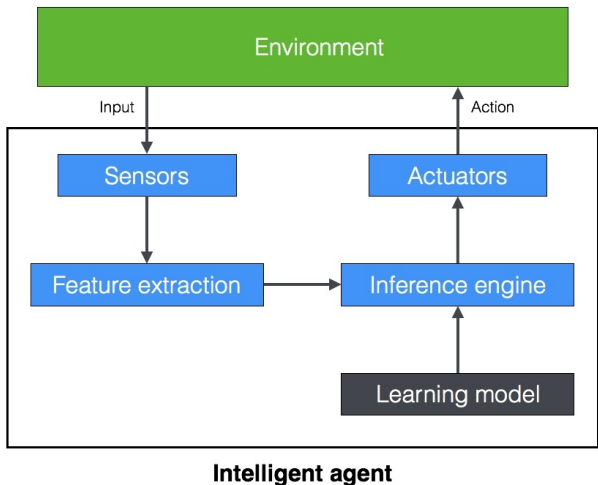 Environment
Input
Action
Sensors
Actuators
Feature extraction
Inference engine
Learning model
Intelligent agent